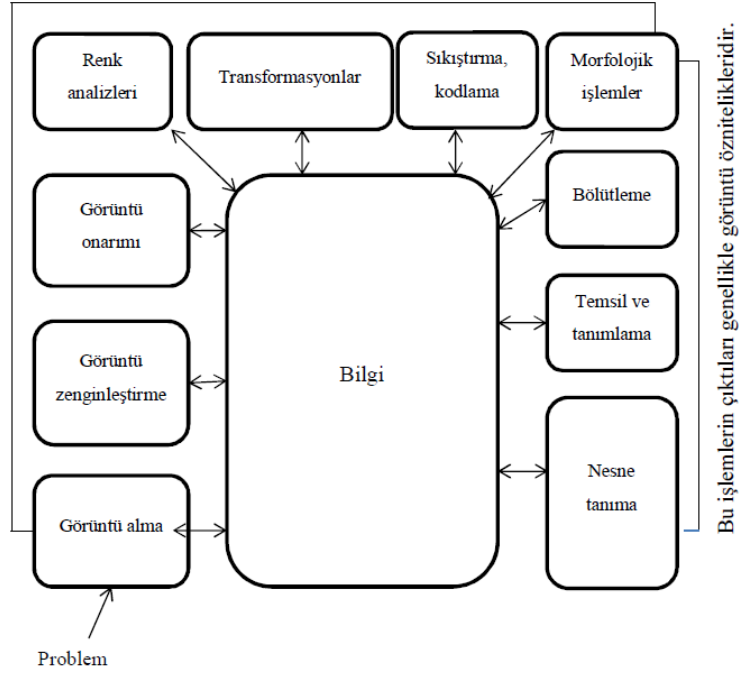 Renk
analizleri
Transformasyonlar
Sıkıştırma,
kodlama
Morfolojik
işlemler
Görüntü
onarımı
Bölütleme
Temsil ve
tanımlama
Görüntü
zenginleştirme
Bilgi
Nesne
tanıma
Görüntü alma
Problem
Bu işlemlerin çıktıları genellikle görüntü öznitelikleridir.